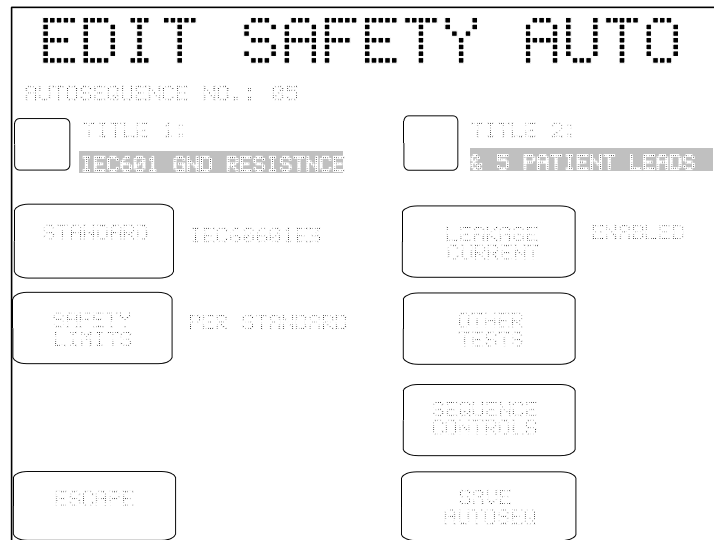 EDIT SAFETY AUTO
AUTOSEQUENCE NO.: 05
TITLE 1:
IEC601 GND RESISTNCE
TITLE 2:
& 5 PATIENT LEADS
STANDARD
IEC60601ES
LEAKAGE
CURRENT
ENABLED
SAFETY
LIMITS
PER STANDARD
OTHER
TESTS
SEQUENCE
CONTROLS
ESCAPE
SAVE
AUTOSEQ